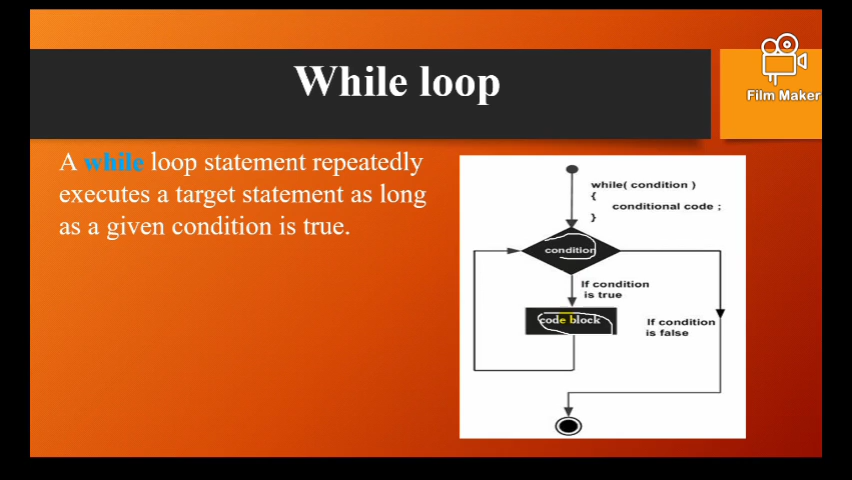 While loop
Film Maker
A while loop statement repeatedly
executes a target statement as long
as a given condition is true.
while( condition )
{
conditional code ;
}
condition
If condition
is true
code block
If condition
is false